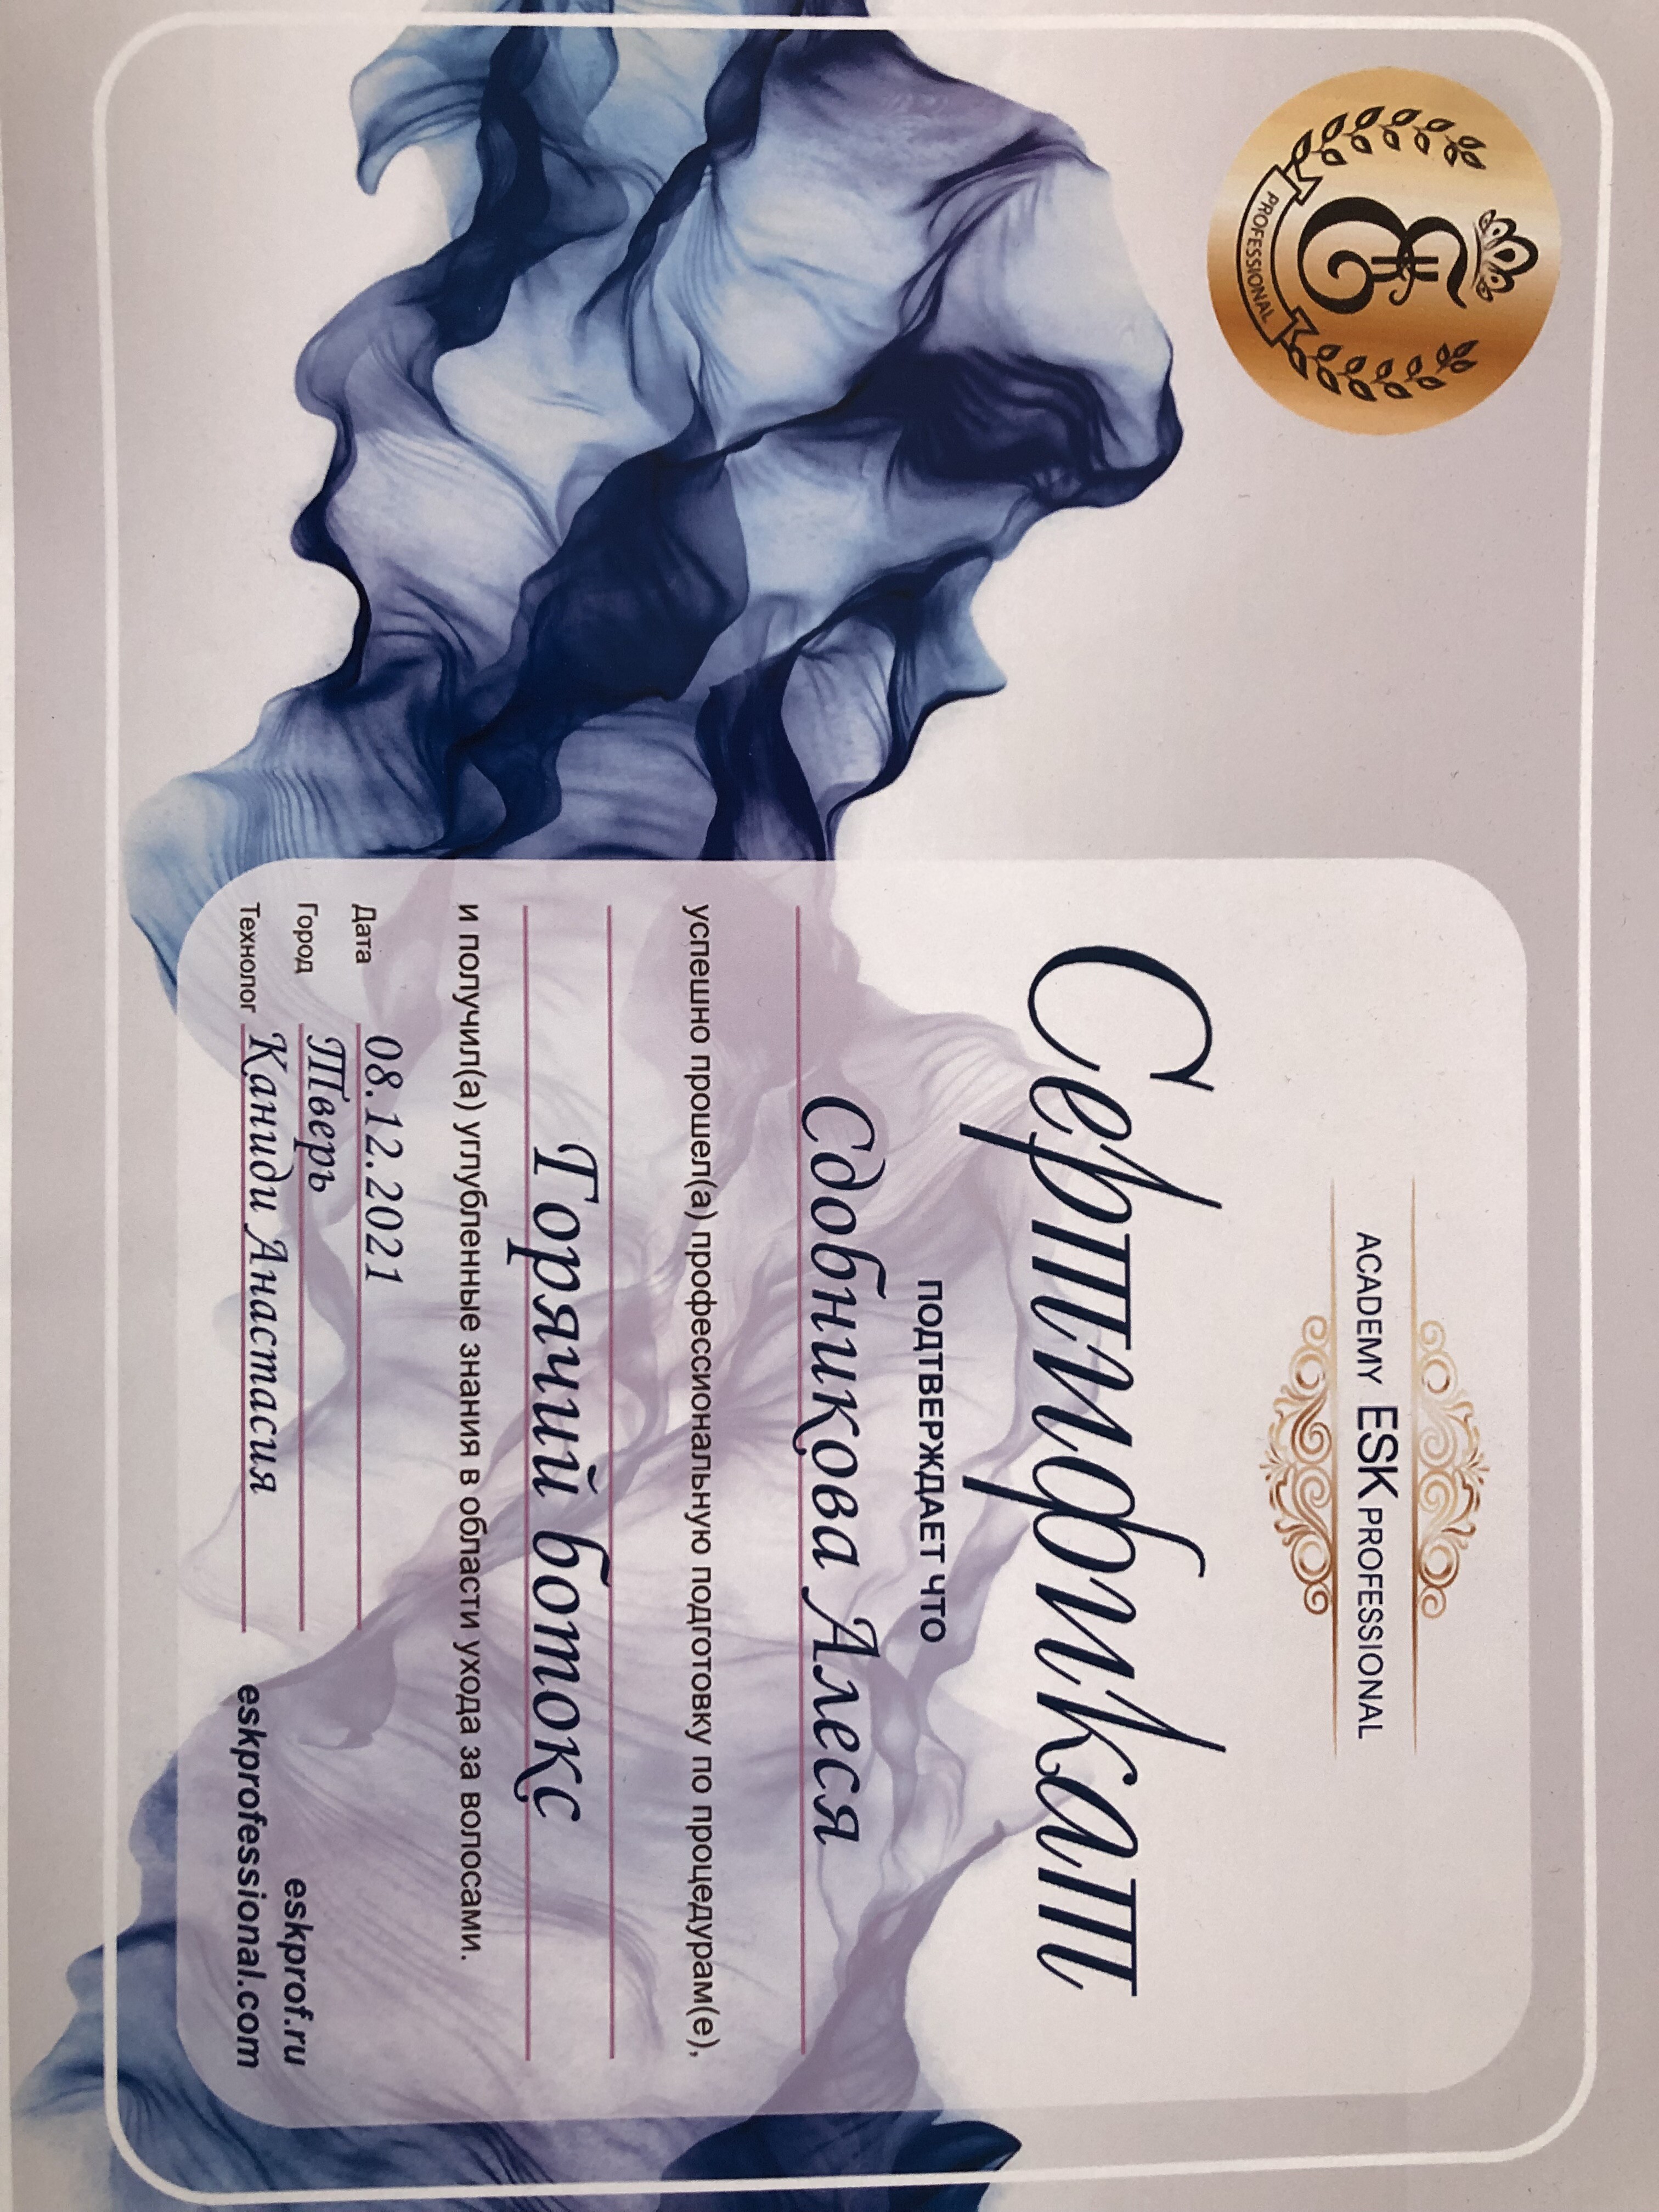 PROFESSIONAL
ACADEMY ESK PROFESSIONAL
Сертификат
ПОДТВЕРЖДАЕТ ЧТО
Сдобникова Алеся
успешно прошел(а) профессиональную подготовку по процедурам(е),
Горячий ботокс
и получил(а) углубленные знания в области ухода за волосами.
Дата 08.12.2021
Город Тверь
Технолог Каниди Анастасия
eskprof.ru
eskprofessional.com